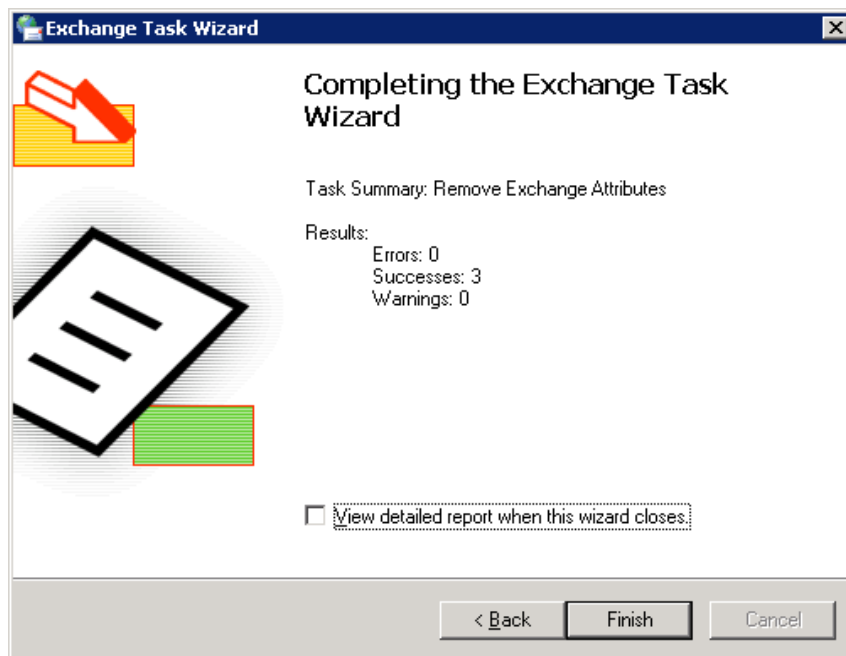 Exchange Task Wizard
Completing the Exchange Task
Wizard
Task Summary: Remove Exchange Attributes
Results:
Errors: 0
Successes: 3
Warnings: 0
View detailed report when this wizard closes.
< Back
Finish
Cancel